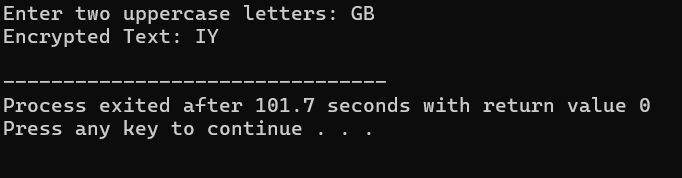 Enter two uppercase letters: GB
Encrypted Text: IY
--------------------------------
Process exited after 101.7 seconds with return value 0
Press any key to continue . . .